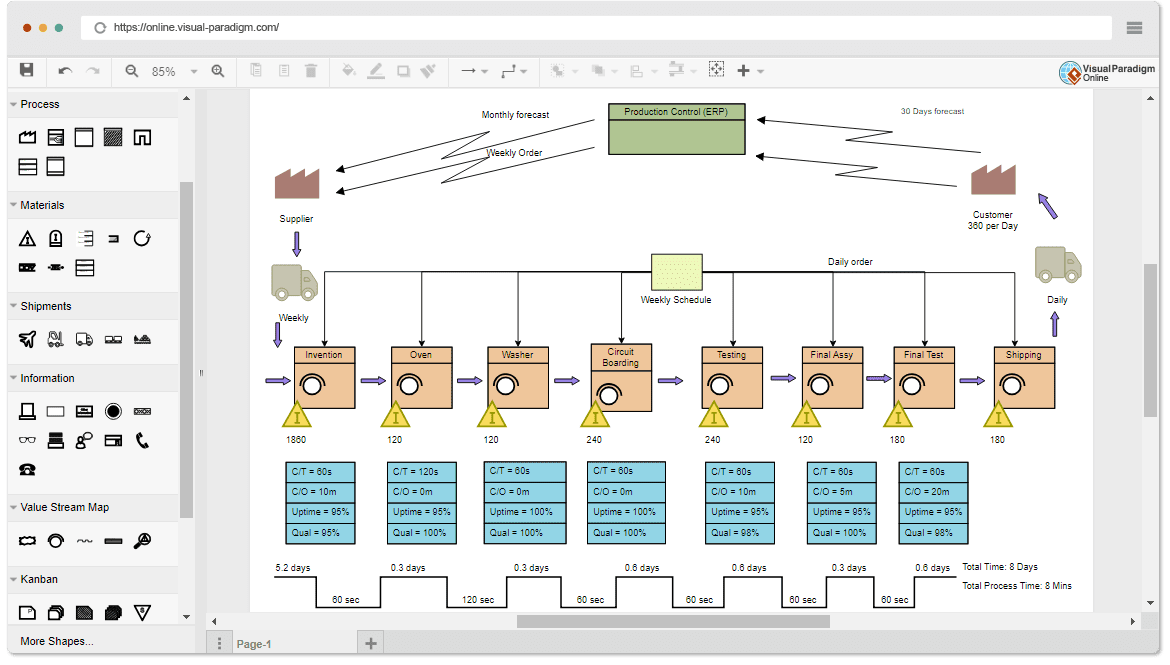 https://online.visual-paradigm.com/
85%
Visual Paradigm
Online
Process
Materials
Shipments
Information
Value Stream Map
Kanban
More Shapes...
Monthly forecast
Production Control (ERP)
30 Days forecast
Weekly Order
Supplier
Customer
360 per Day
Daily order
Weekly Schedule
Daily
Weekly
Invention
Oven
Washer
Circuit
Boarding
Testing
Final Assy
Final Test
Shipping
I I I I I I I I
1860 120 120 240 240 120 180 180
C/T = 60s
C/O = 10m
Uptime = 95%
Qual = 95%
C/T = 120s
C/O = 0m
Uptime = 95%
Qual = 100%
C/T = 60s
C/O = 0m
Uptime = 100%
Qual = 100%
C/T = 60s
C/O = 0m
Uptime = 100%
Qual = 100%
C/T = 60s
C/O = 10m
Uptime = 95%
Qual = 98%
C/T = 60s
C/O = 5m
Uptime = 95%
Qual = 100%
C/T = 60s
C/O = 20m
Uptime = 95%
Qual = 98%
5.2 days 0.3 days 0.3 days 0.6 days 0.6 days 0.3 days 0.6 days
Total Time: 8 Days
Total Process Time: 8 Mins
60 sec 120 sec 60 sec 60 sec 60 sec 60 sec
Page-1